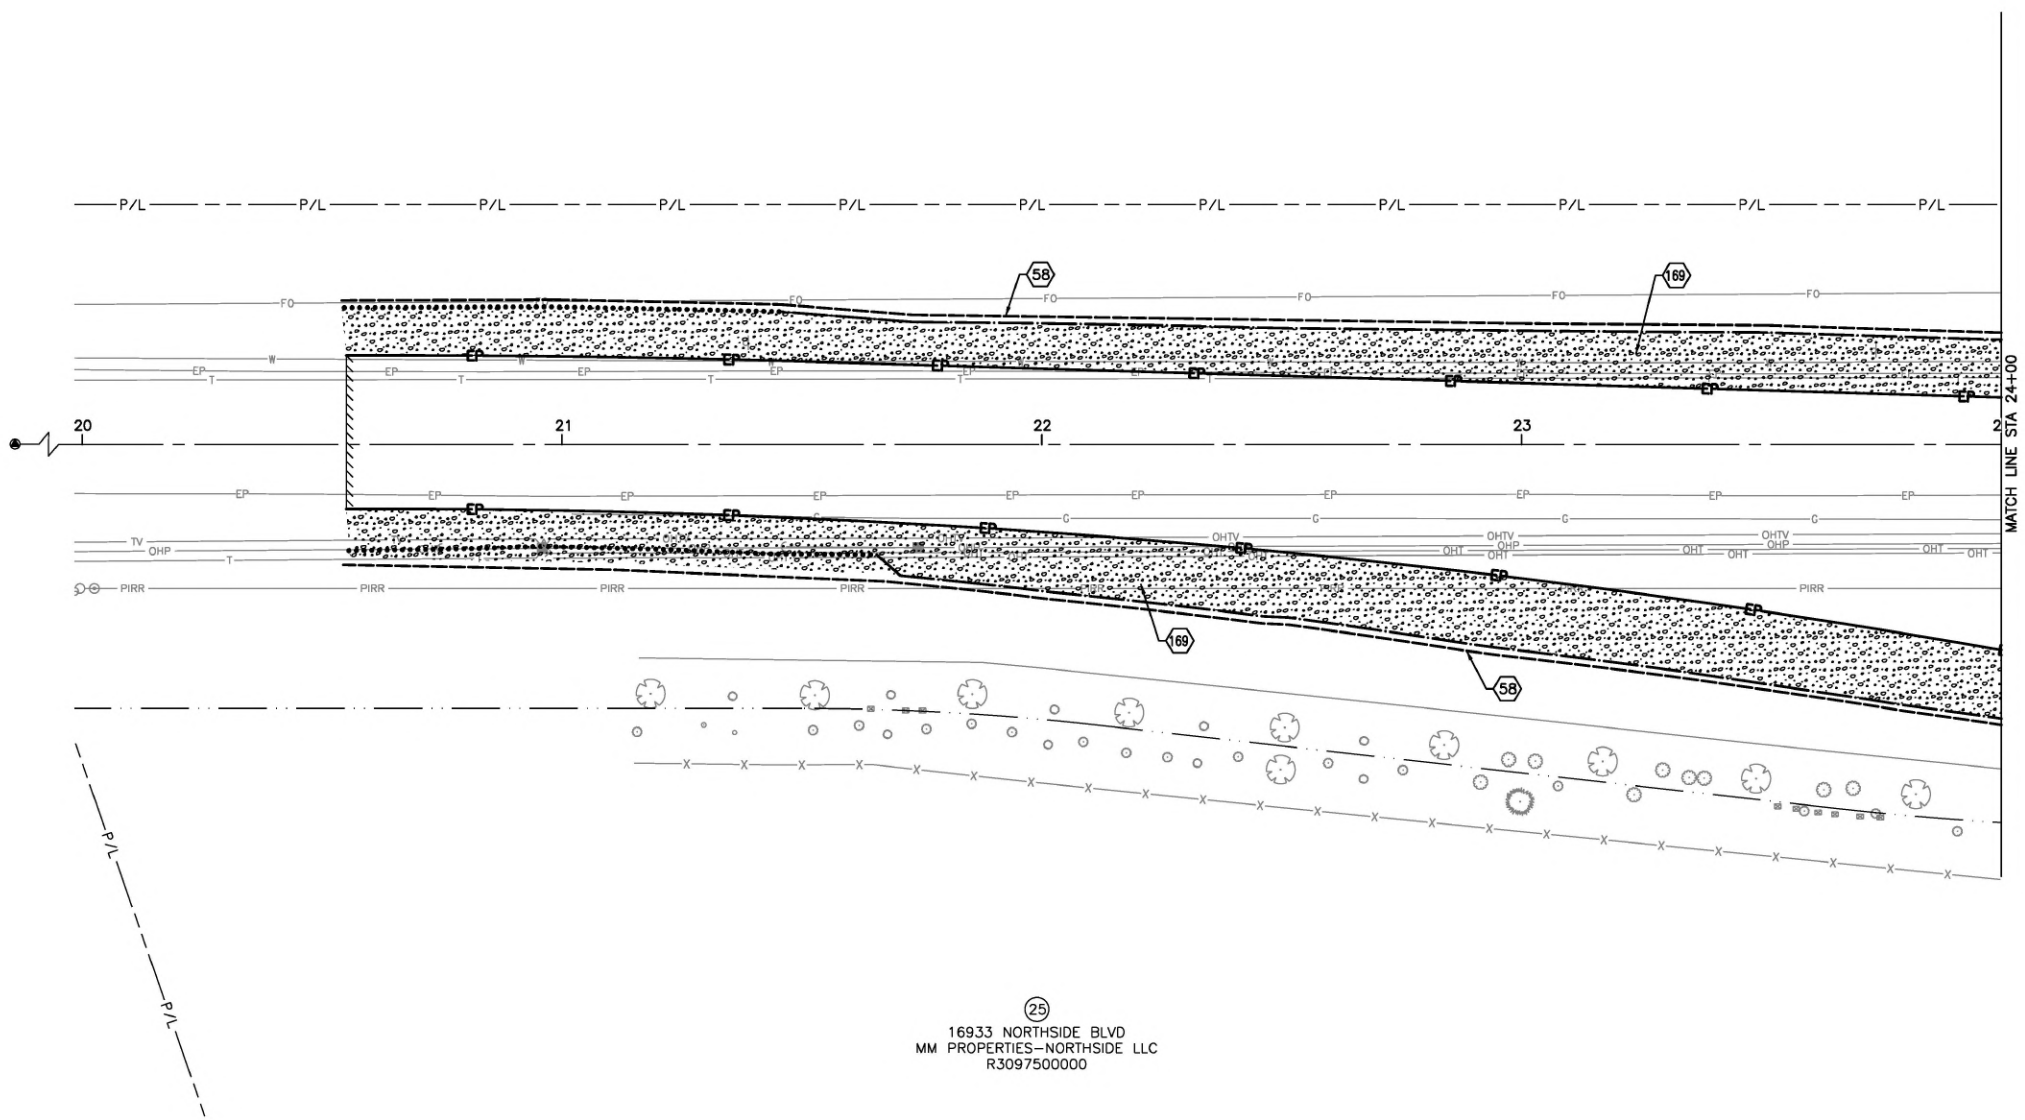 P/L P/L P/L P/L P/L P/L P/L P/L P/L P/L P/L
58 169
FO FO FO FO FO FO
EP EP EP EP EP EP EP
W W
EP EP EP EP EP
T T T T T
20 21 22 23 2
MATCH LINE STA 24+00
EP EP EP EP EP EP EP EP EP EP
EP EP EP EP EP EP
G G G G
TV OHTV OHTV OHTV
OHP OHP OHP
OHT OHT OHT
T OHT OHT OHT
PIRR PIRR PIRR PIRR PIRR
169
58
X X X X X X X X X X X X X X X X X X X X X X X
P/L
P/L
25
16933 NORTHSIDE BLVD
MM PROPERTIES-NORTHSIDE LLC
R3097500000